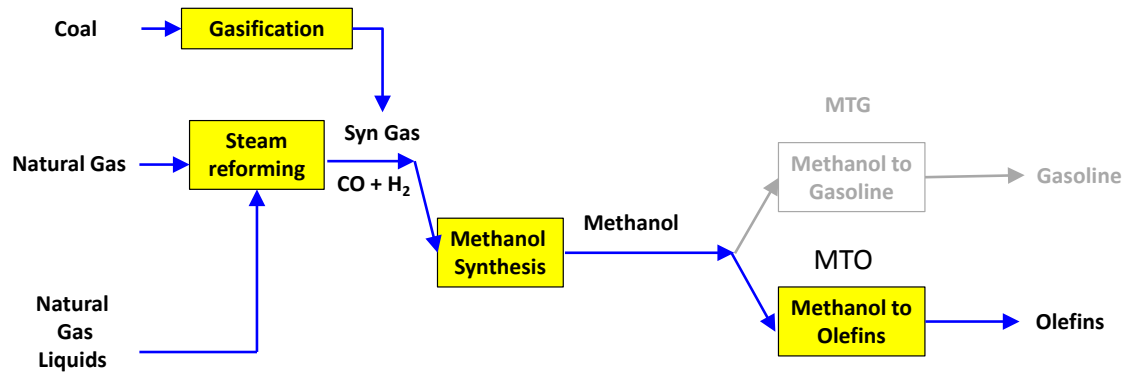 Coal
Gasification
MTG
Syn Gas
Steam
reforming
Natural Gas
CO + H₂
Methanol to
Gasoline
Gasoline
Methanol
Methanol
Synthesis
MTO
Natural
Gas
Liquids
Methanol to
Olefins
Olefins